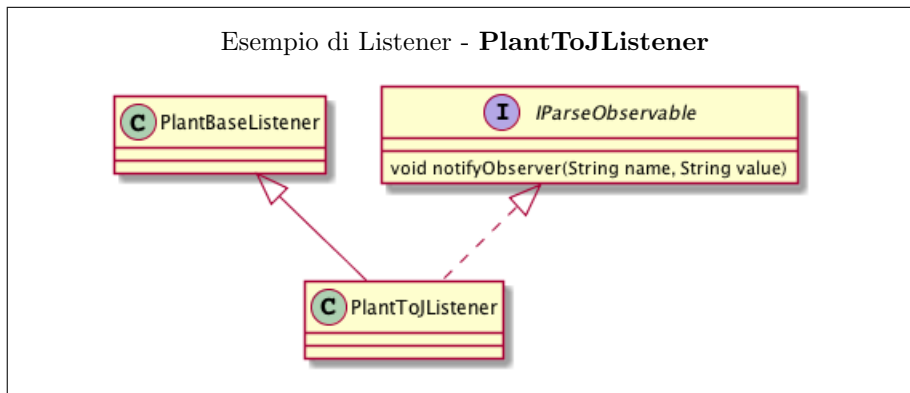 Esempio di Listener - PlantToJListener
C PlantBaseListener
I IParseObservable
void notifyObserver(String name, String value)
C PlantToJListener